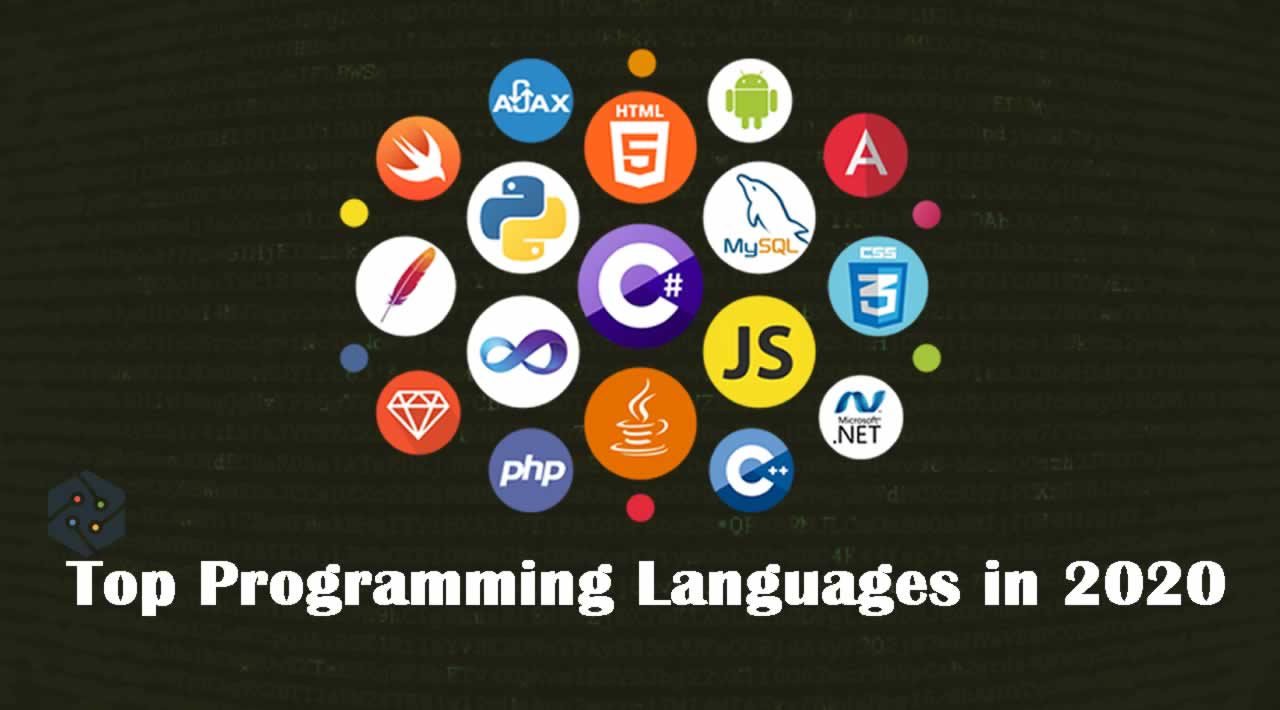 AJAX
HTML
5
A
MySQL
C#
CSS
3
JS
Microsoft®
.NET
php
C++
Top Programming Languages in 2020